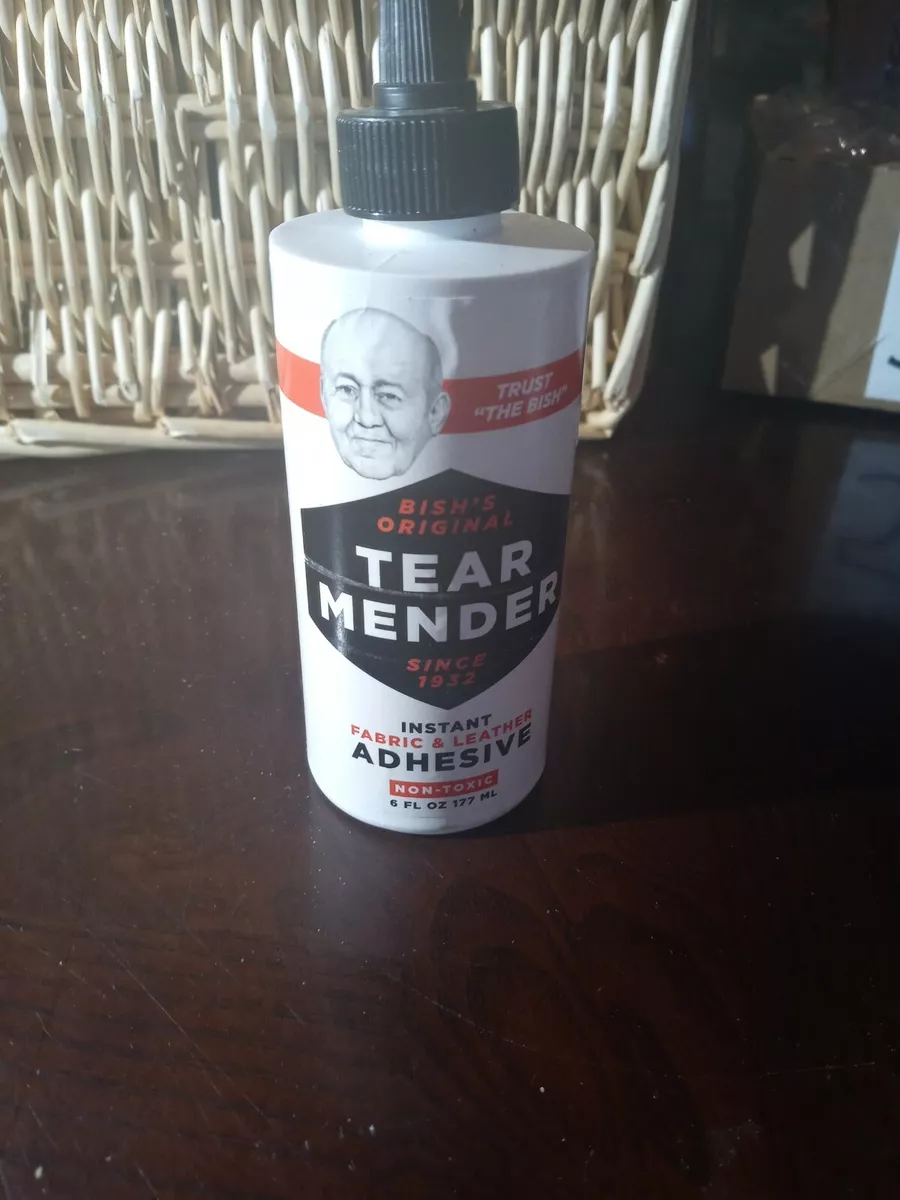 TRUST
"THE BISH"
BISH'S
ORIGINAL
TEAR
MENDER
SINCE
1932
INSTANT
FABRIC & LEATHER
ADHESIVE
NON-TOXIC
6 FL OZ 177 ML